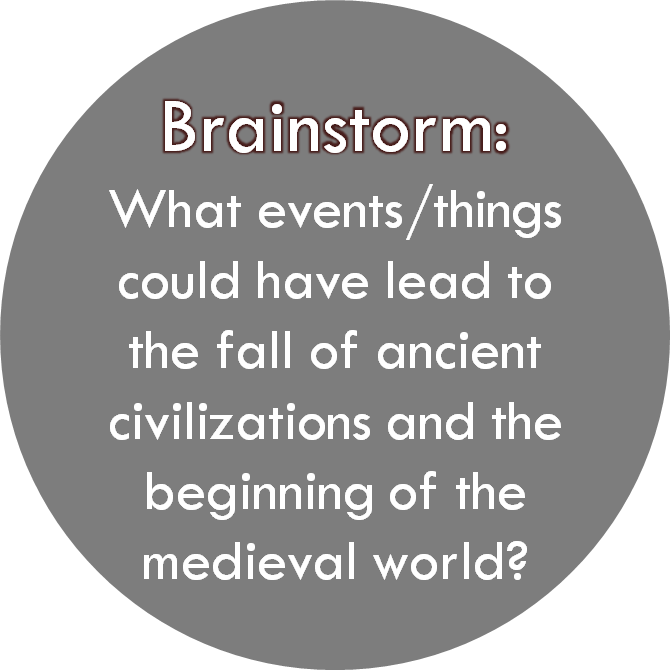 Brainstorm:
What events/things
could have lead to
the fall of ancient
civilizations and the
beginning of the
medieval world?